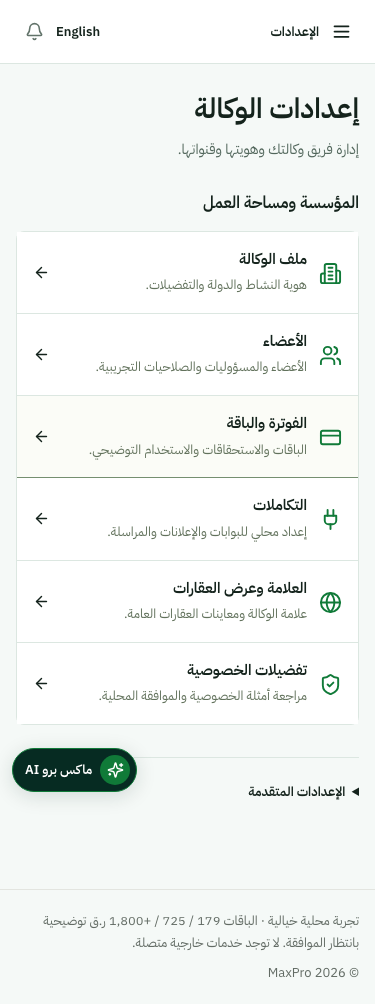 الإعدادات
English
إعدادات الوكالة
إدارة فريق وكالتك وهويتها وقنواتها.
المؤسسة ومساحة العمل
ملف الوكالة
هوية النشاط والدولة والتفضيلات.
الأعضاء
الأعضاء والمسؤوليات والصلاحيات التجريبية.
الفوترة والباقة
الباقات والاستحقاقات والاستخدام التوضيحي.
التكاملات
إعداد محلي للبوابات والإعلانات والمراسلة.
العلامة وعرض العقارات
علامة الوكالة ومعاينات العقارات العامة.
تفضيلات الخصوصية
مراجعة أمثلة الخصوصية والموافقة المحلية.
ماكس برو AI
الإعدادات المتقدمة
تجربة محلية خيالية · الباقات 179 / 725 / +1,800 ر.ق توضيحية
بانتظار الموافقة. لا توجد خدمات خارجية متصلة.
© 2026 MaxPro